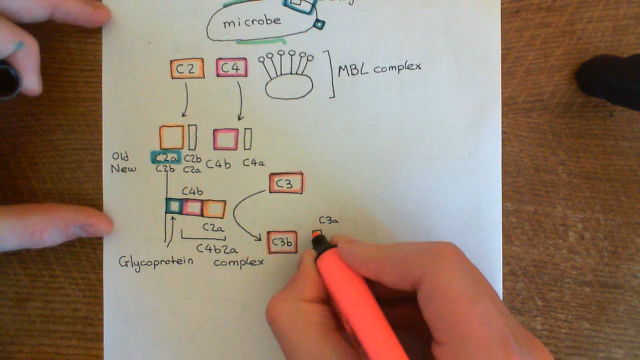 microbe
C2 C4
MBL complex
Old C2a C2b C4b C4a
New C2b C2a
C4b
C3
C2a
C3a
C4b2a
C3b
Glycoprotein complex